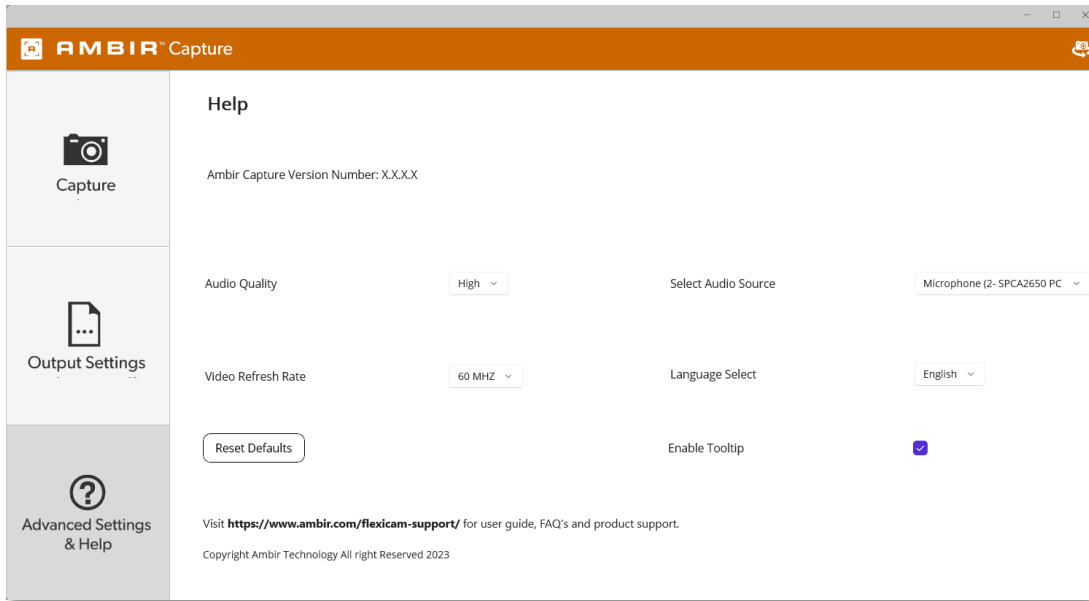 AMBIR™ Capture
Help
Capture
Ambir Capture Version Number: X.X.X.X
Audio Quality
High
Select Audio Source
Microphone (2- SPCA2650 PC
Output Settings
Video Refresh Rate
60 MHZ
Language Select
English
Reset Defaults
Enable Tooltip
Advanced Settings
& Help
Visit https://www.ambir.com/flexicam-support/ for user guide, FAQ's and product support.
Copyright Ambir Technology All right Reserved 2023